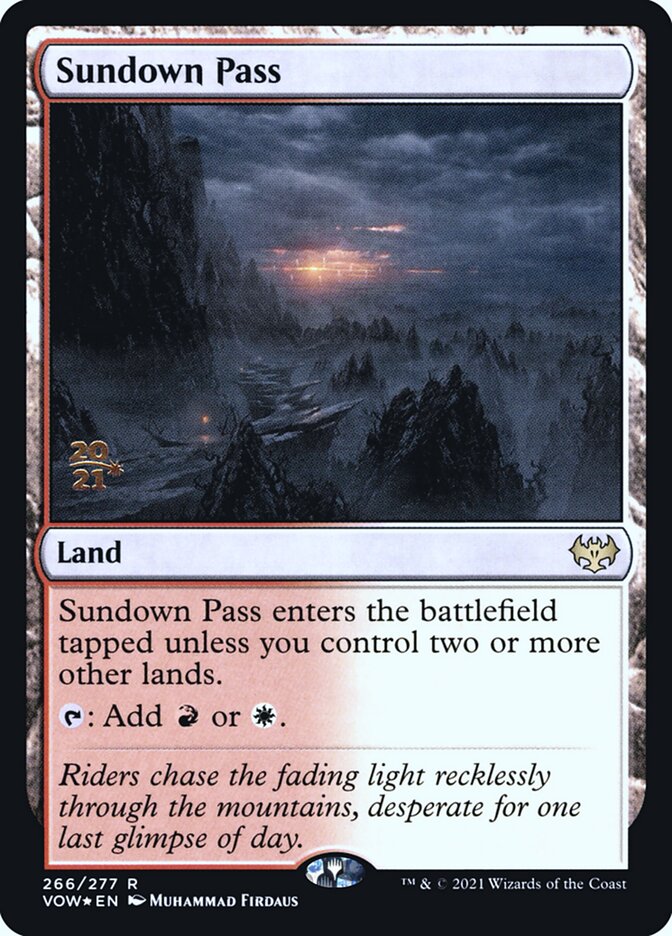 Sundown Pass
20
21
Land
Sundown Pass enters the battlefield
tapped unless you control two or more
other lands.
: Add or .
Riders chase the fading light recklessly
through the mountains, desperate for one
last glimpse of day.
266/277 R
VOW★EN Muhammad Firdaus
™ & © 2021 Wizards of the Coast